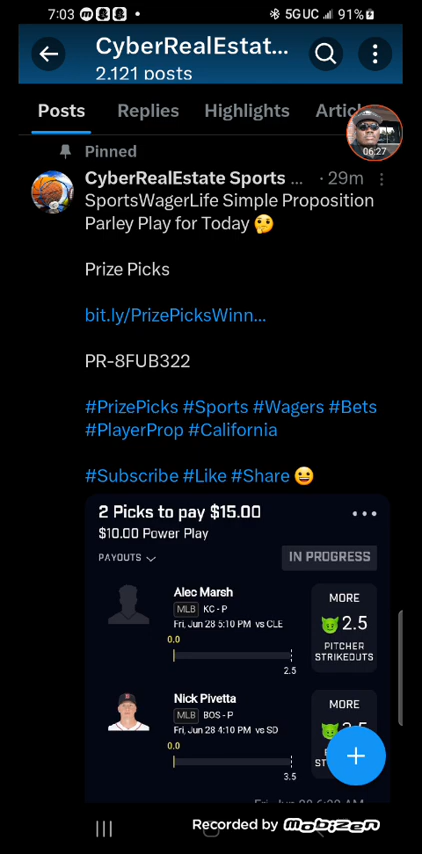 7:03
5G UC
91%
CyberRealEstat...
2,121 posts
Posts Replies Highlights
06:27
Pinned
CyberRealEstate Sports ... · 29m
SportsWagerLife Simple Proposition
Parley Play for Today 🤔
Prize Picks
bit.ly/PrizePicksWinn...
PR-8FUB322
#PrizePicks #Sports #Wagers #Bets
#PlayerProp #California
#Subscribe #Like #Share 😀
2 Picks to pay $15.00
$10.00 Power Play
PAYOUTS
IN PROGRESS
Alec Marsh
MLB KC - P
Fri, Jun 28 5:10 PM vs CLE
0.0
2.5
MORE
😈 2.5
PITCHER
STRIKEOUTS
Nick Pivetta
MLB BOS - P
Fri, Jun 28 4:10 PM vs SD
0.0
3.5
MORE
Recorded by MOBIZEN